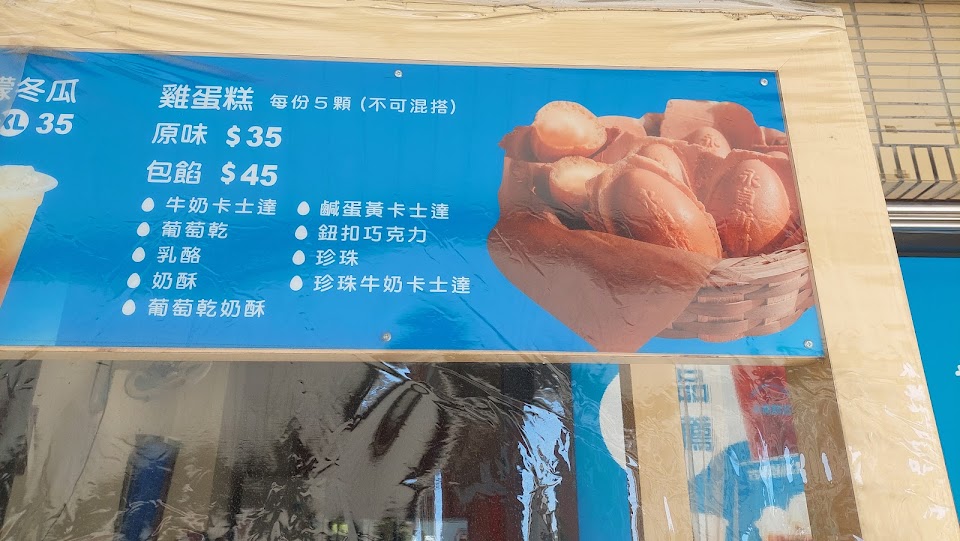 冬瓜
XL 35
雞蛋糕 每份5顆 (不可混搭)
原味 $35
包餡 $45
牛奶卡士達
葡萄乾
乳酪
奶酥
葡萄乾奶酥
鹹蛋黃卡士達
鈕扣巧克力
珍珠
珍珠牛奶卡士達